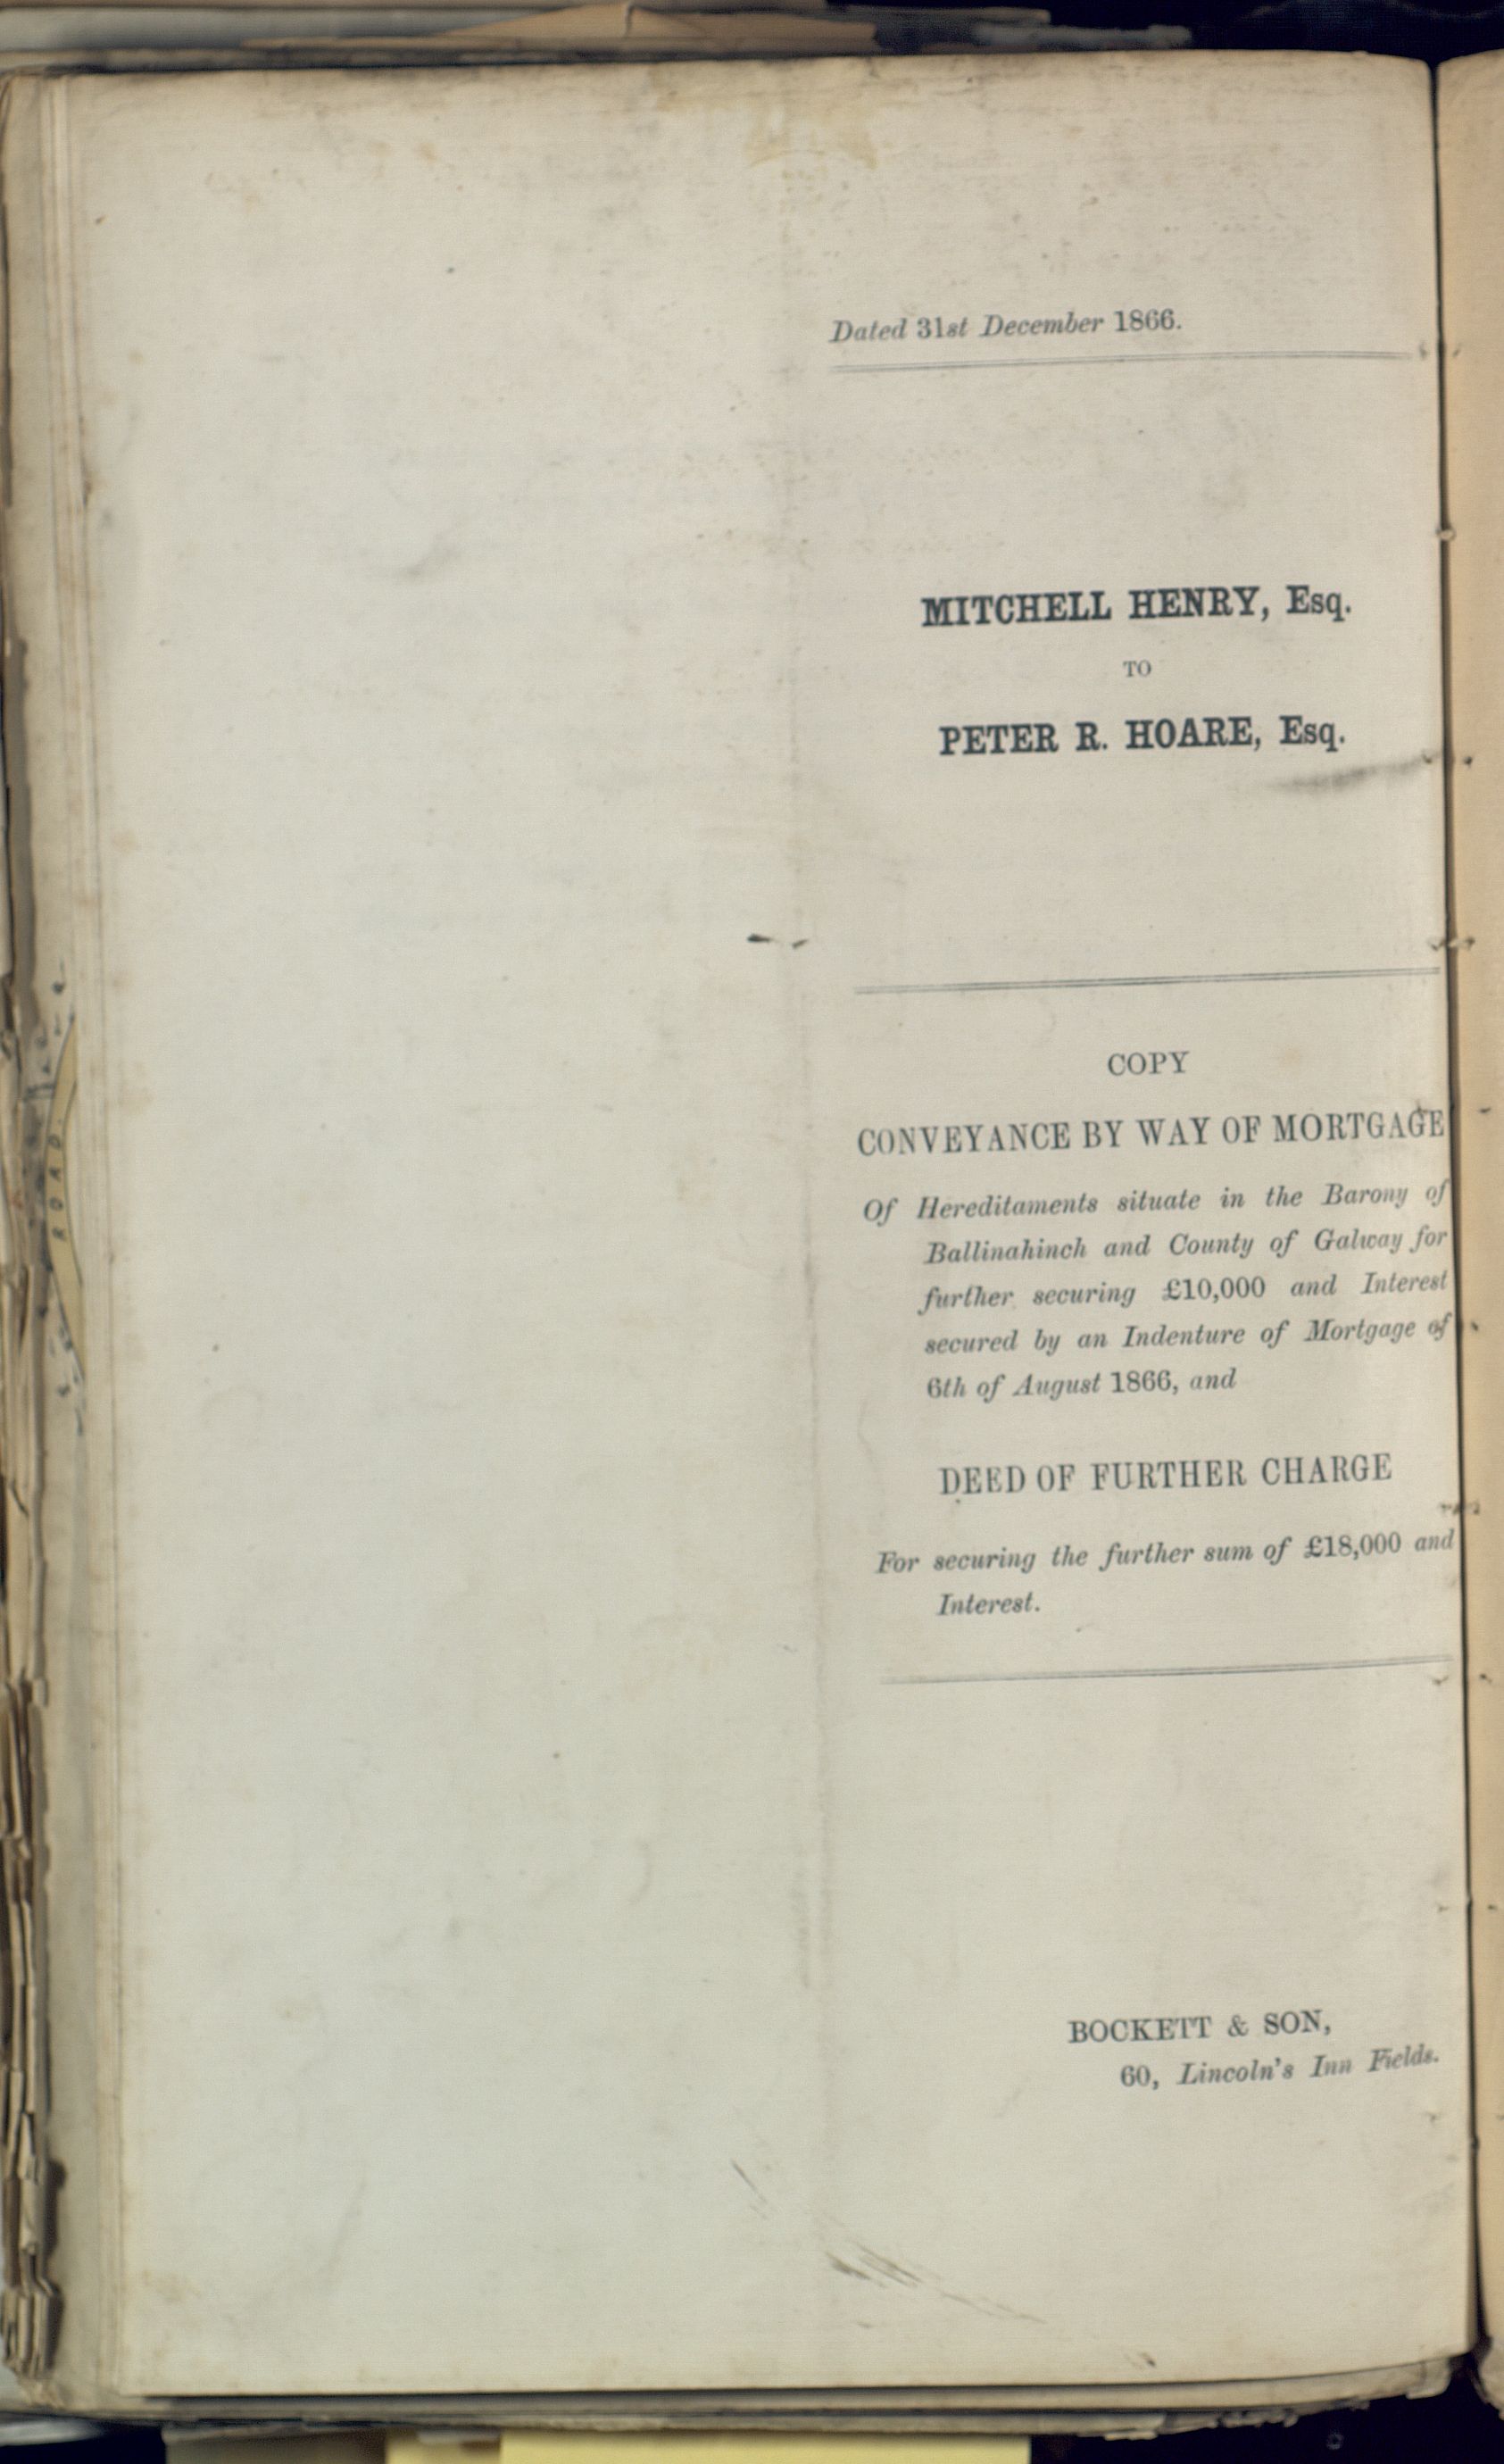 Dated 31st December 1866.
MITCHELL HENRY, Esq.
TO
PETER R. HOARE, Esq.
COPY
CONVEYANCE BY WAY OF MORTGAGE
Of Hereditaments situate in the Barony of
Ballinahinch and County of Galway for
further securing £10,000 and Interest
secured by an Indenture of Mortgage of
6th of August 1866, and
DEED OF FURTHER CHARGE
For securing the further sum of £18,000 and
Interest.
BOCKETT & SON,
60, Lincoln's Inn Fields.
ROAD.